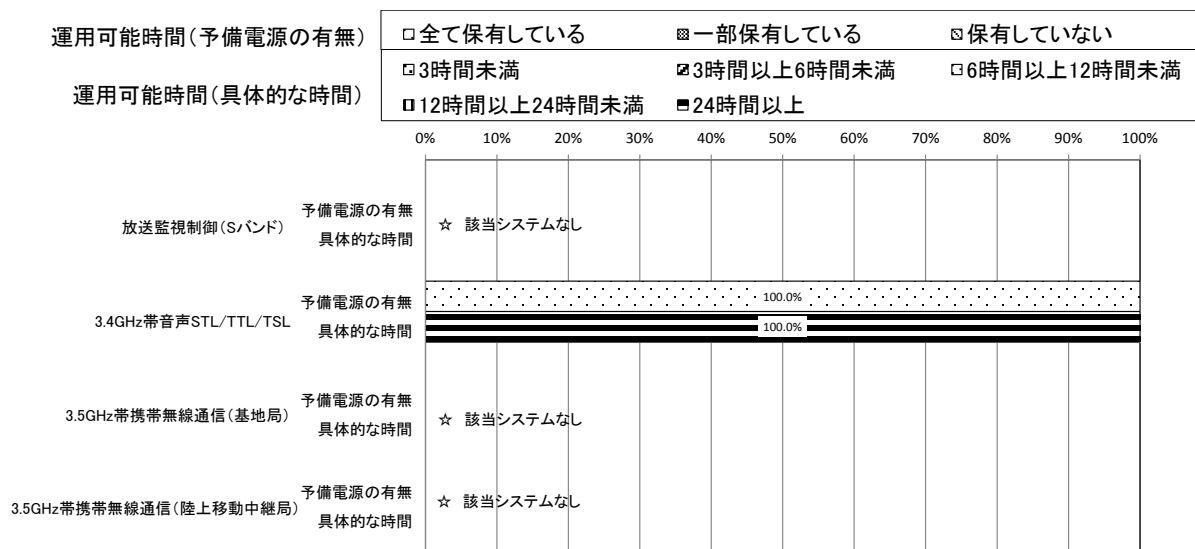 運用可能時間(予備電源の有無)
全て保有している 一部保有している 保有していない
運用可能時間(具体的な時間)
3時間未満 3時間以上6時間未満 6時間以上12時間未満
12時間以上24時間未満 24時間以上
0% 10% 20% 30% 40% 50% 60% 70% 80% 90% 100%
放送監視制御(Sバンド)
予備電源の有無
具体的な時間
☆ 該当システムなし
3.4GHz帯音声STL/TTL/TSL
予備電源の有無
100.0%
具体的な時間
100.0%
3.5GHz帯携帯無線通信(基地局)
予備電源の有無
具体的な時間
☆ 該当システムなし
3.5GHz帯携帯無線通信(陸上移動中継局)
予備電源の有無
具体的な時間
☆ 該当システムなし